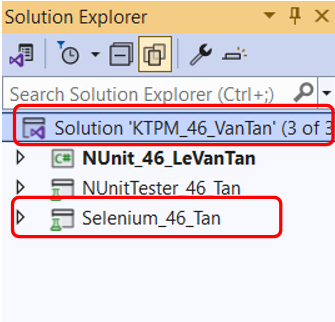 Solution Explorer
Search Solution Explorer (Ctrl+;)
Solution 'KTPM_46_VanTan' (3 of 3
C# NUnit_46_LeVanTan
NUnitTester_46_Tan
Selenium_46_Tan